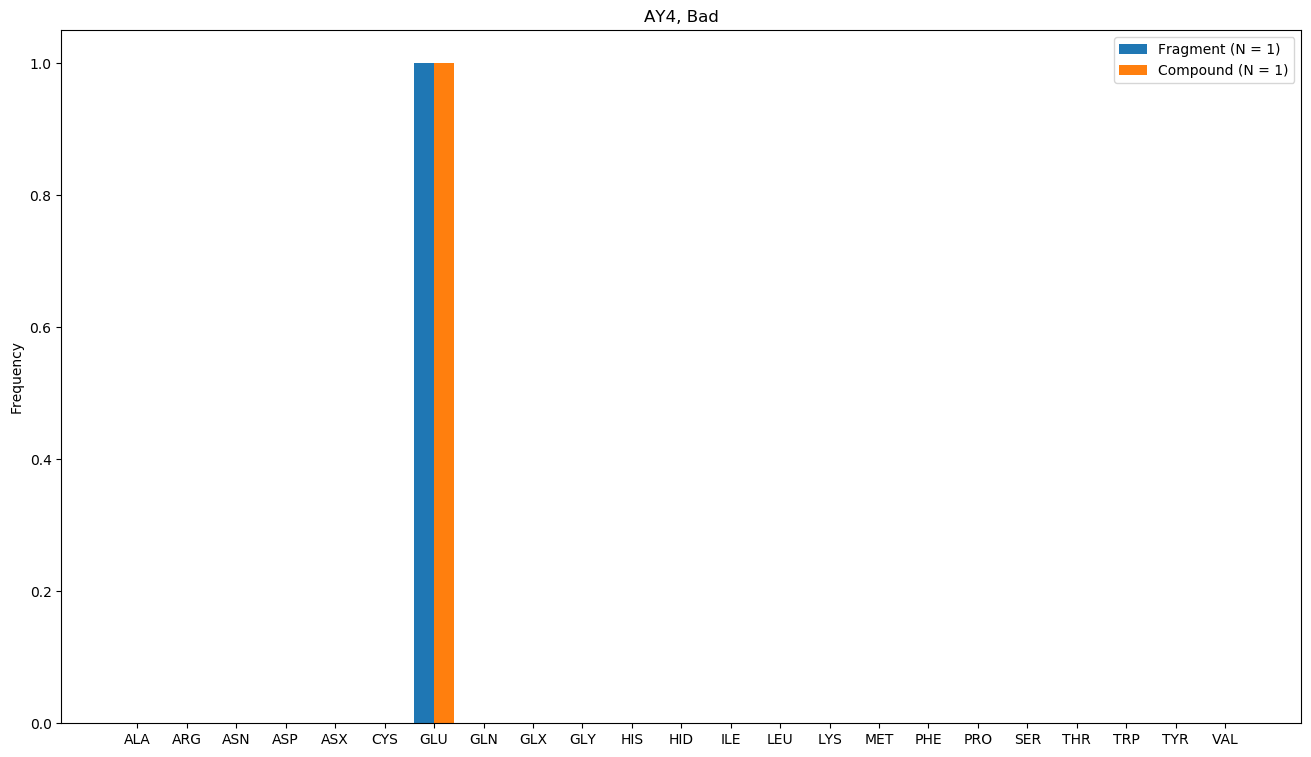 AY4, Bad
Fragment (N = 1)
Compound (N = 1)
Frequency
1.0
0.8
0.6
0.4
0.2
0.0
ALA ARG ASN ASP ASX CYS GLU GLN GLX GLY HIS HID ILE LEU LYS MET PHE PRO SER THR TRP TYR VAL